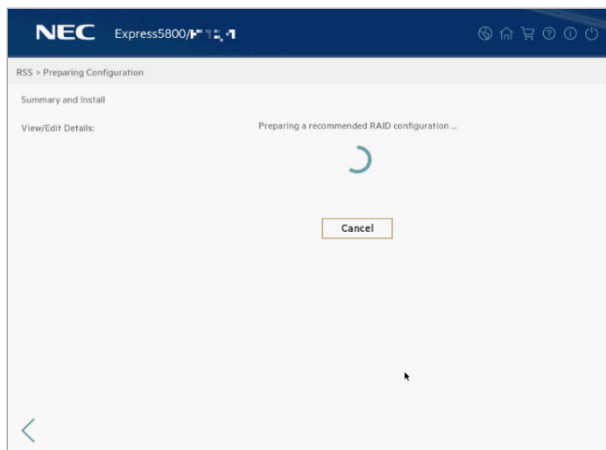 NEC Express5800/
RSS > Preparing Configuration
Summary and Install
View/Edit Details:
Preparing a recommended RAID configuration ...
Cancel